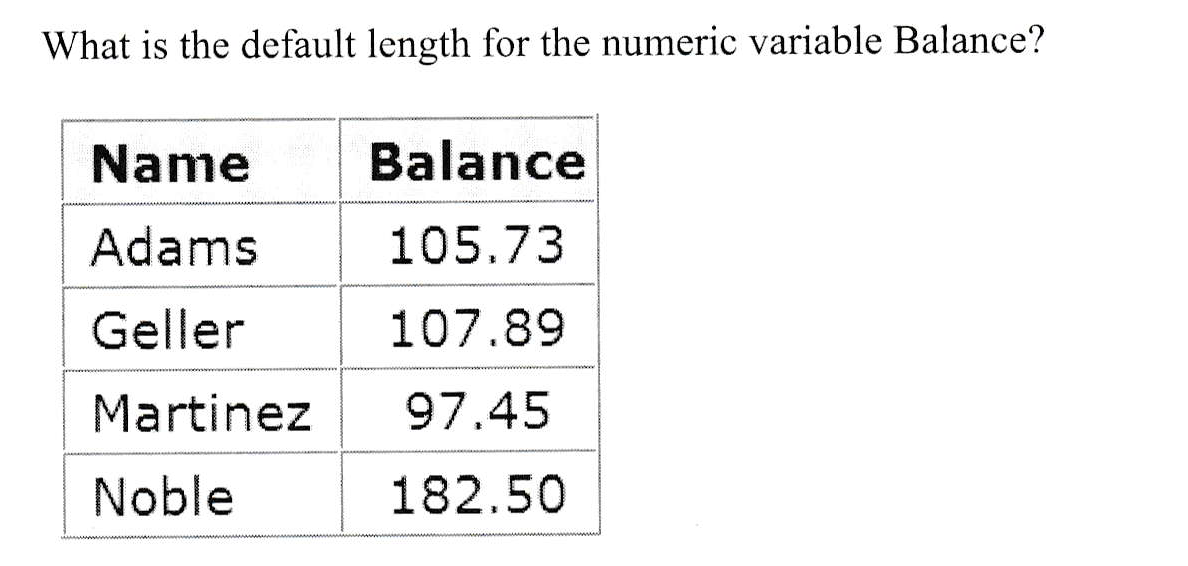 What is the default length for the numeric variable Balance?
Name Balance
Adams 105.73
Geller 107.89
Martinez 97.45
Noble 182.50